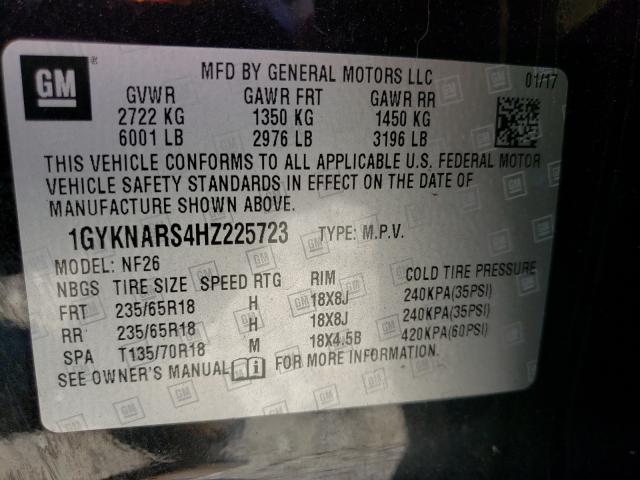 GM
MFD BY GENERAL MOTORS LLC 01/17
GVWR GAWR FRT GAWR RR
2722 KG 1350 KG 1450 KG
6001 LB 2976 LB 3196 LB
THIS VEHICLE CONFORMS TO ALL APPLICABLE U.S. FEDERAL MOTOR
VEHICLE SAFETY STANDARDS IN EFFECT ON THE DATE OF
MANUFACTURE SHOWN ABOVE.
1GYKNARS4HZ225723 TYPE: M.P.V.
MODEL: NF26
NBGS TIRE SIZE SPEED RTG RIM COLD TIRE PRESSURE
FRT 235/65R18 H 18X8J 240KPA(35PSI)
RR 235/65R18 H 18X8J 240KPA(35PSI)
SPA T135/70R18 M 18X4.5B 420KPA(60PSI)
SEE OWNER'S MANUAL FOR MORE INFORMATION.